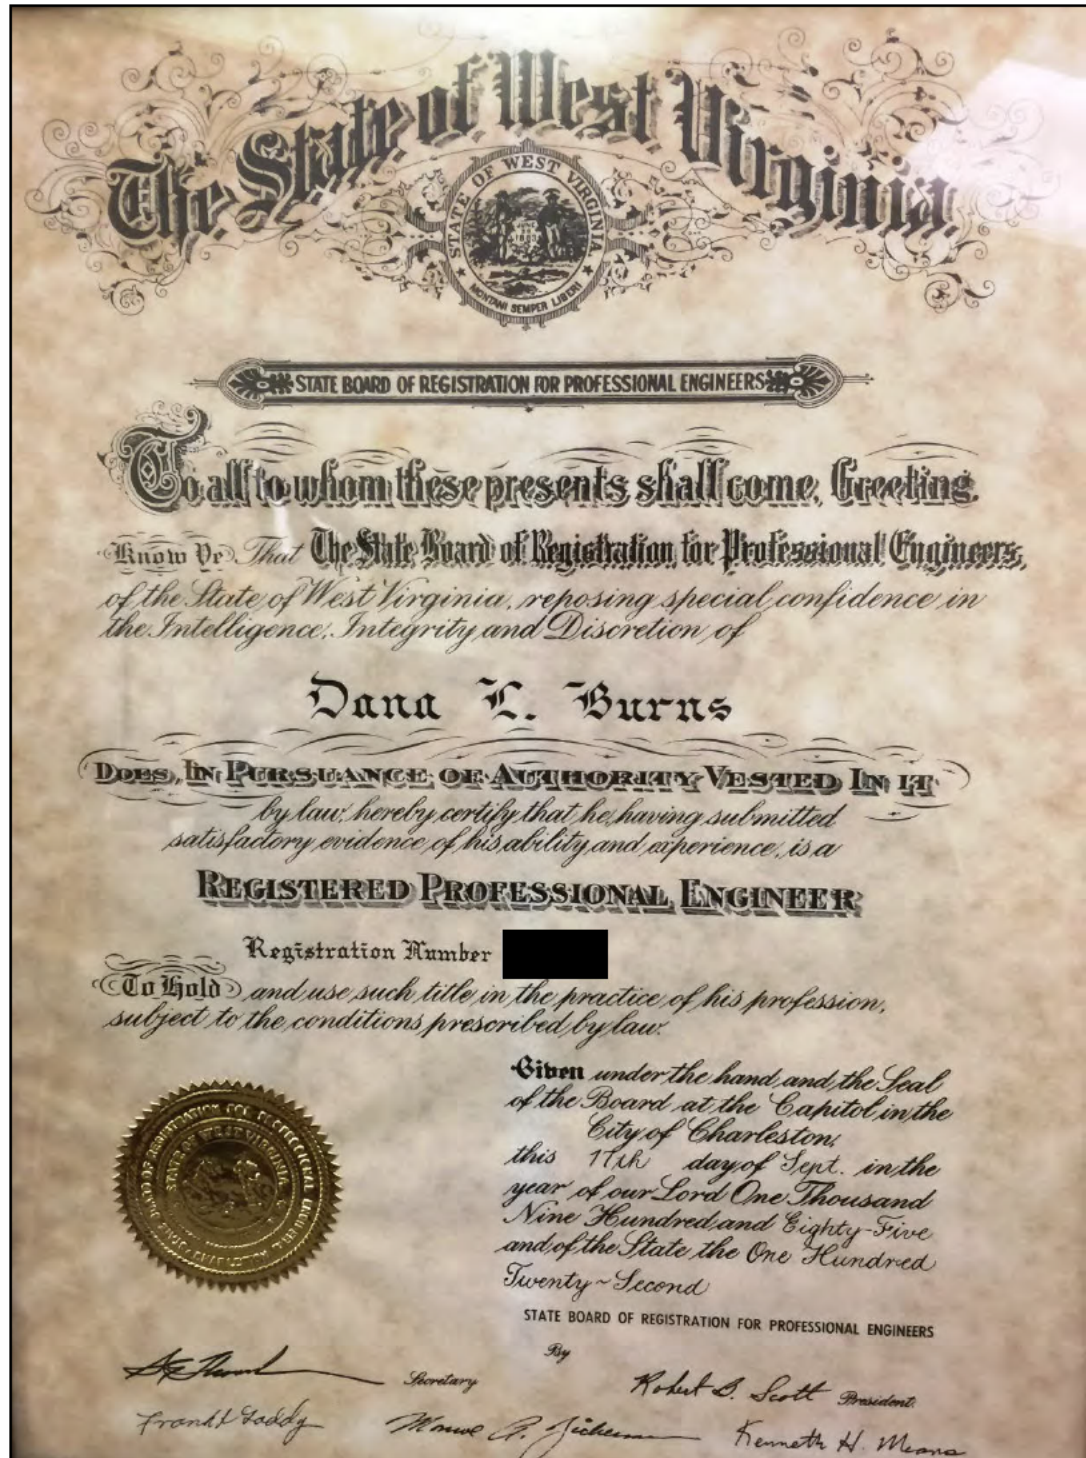 The State of West Virginia
STATE OF WEST VIRGINIA
MONTANI SEMPER LIBERI
STATE BOARD OF REGISTRATION FOR PROFESSIONAL ENGINEERS
To all to whom these presents shall come, Greeting.
Know Ye That The State Board of Registration for Professional Engineers,
of the State of West Virginia, reposing special confidence in
the Intelligence, Integrity and Discretion of
Dana L. Burns
DOES, IN PURSUANCE OF AUTHORITY VESTED IN IT
by law, hereby certify that he, having submitted
satisfactory evidence of his ability and experience, is a
REGISTERED PROFESSIONAL ENGINEER
Registration Number
To Hold and use such title in the practice of his profession,
subject to the conditions prescribed by law.
Given under the hand and the Seal
of the Board at the Capitol in the
City of Charleston,
this 17th day of Sept. in the
year of our Lord One Thousand
Nine Hundred and Eighty-Five
and of the State the One Hundred
Twenty-Second
STATE BOARD OF REGISTRATION FOR PROFESSIONAL ENGINEERS
By
Secretary
Robert B. Scott President
Kenneth H. Means
STATE OF WEST VIRGINIA